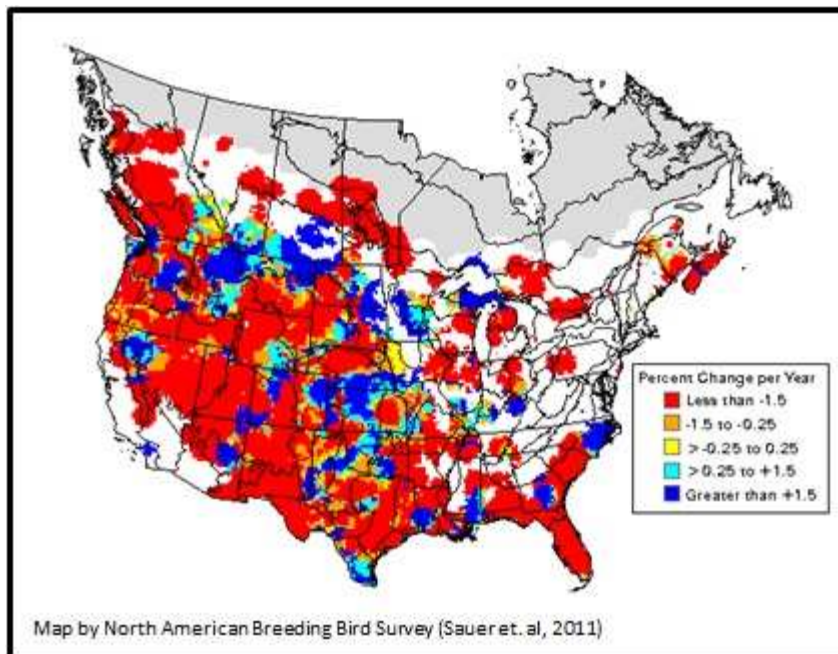 Percent Change per Year
Less than -1.5
-1.5 to -0.25
> -0.25 to 0.25
> 0.25 to +1.5
Greater than +1.5
Map by North American Breeding Bird Survey (Sauer et. al, 2011)